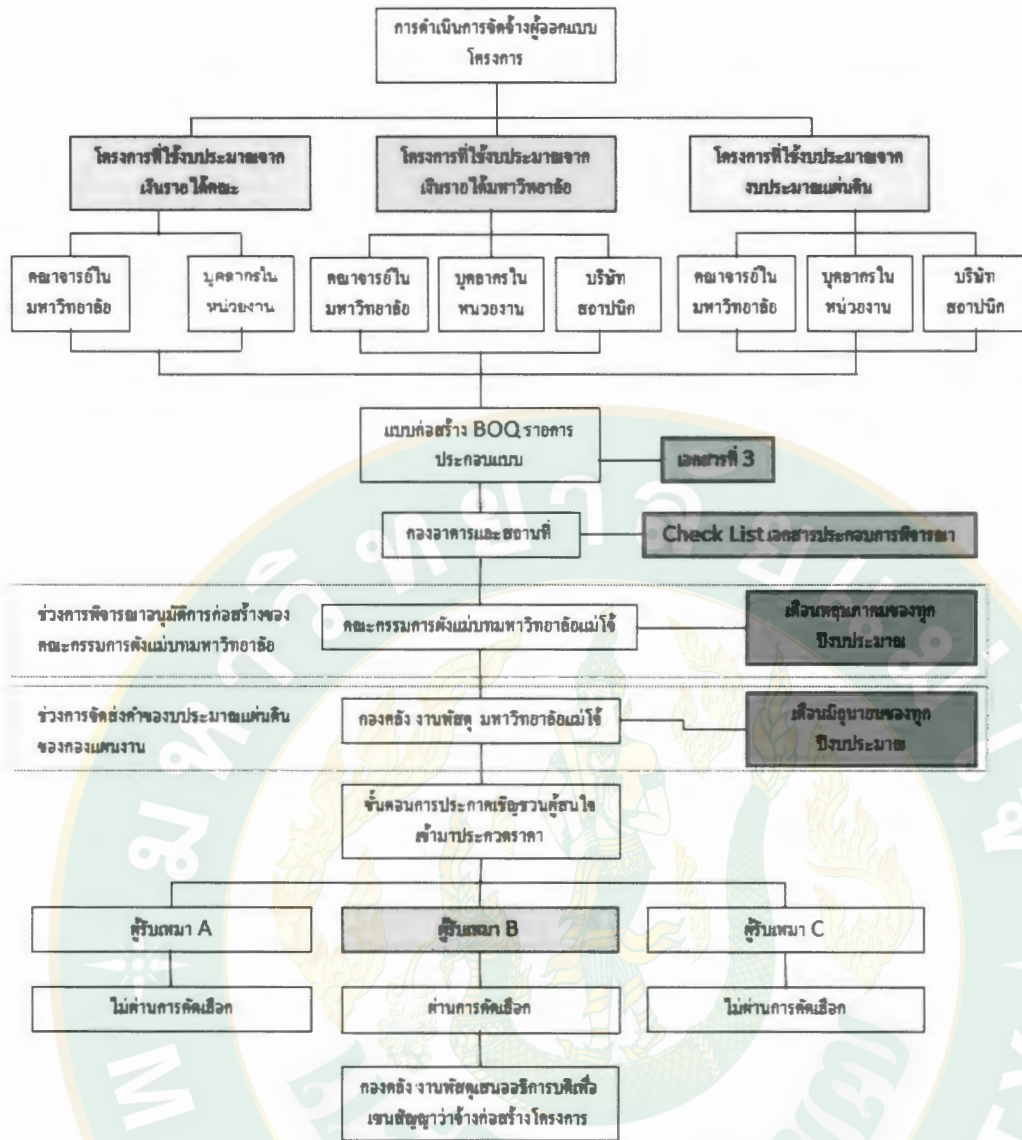 การดำเนินการจัดจ้างผู้ออกแบบ
โครงการ
โครงการที่ใช้งบประมาณจาก
เงินรายได้คณะ
โครงการที่ใช้งบประมาณจาก
เงินรายได้มหาวิทยาลัย
โครงการที่ใช้งบประมาณจาก
งบประมาณแผ่นดิน
คณาจารย์ใน
มหาวิทยาลัย
บุคลากรใน
หน่วยงาน
คณาจารย์ใน
มหาวิทยาลัย
บุคลากรใน
หน่วยงาน
บริษัท
สถาปนิก
คณาจารย์ใน
มหาวิทยาลัย
บุคลากรใน
หน่วยงาน
บริษัท
สถาปนิก
แบบก่อสร้าง BOQ รายการ
ประกอบแบบ
เอกสารที่ 3
กองอาคารและสถานที่
Check List เอกสารประกอบการพิจารณา
ช่วงการพิจารณาอนุมัติการก่อสร้างของ
คณะกรรมการผังแม่บทมหาวิทยาลัย
คณะกรรมการผังแม่บทมหาวิทยาลัยแม่โจ้
เดือนพฤษภาคมของทุก
ปีงบประมาณ
ช่วงการจัดส่งคำของบประมาณแผ่นดิน
ของกองแผนงาน
กองคลัง งานพัสดุ มหาวิทยาลัยแม่โจ้
เดือนมิถุนายนของทุก
ปีงบประมาณ
ขั้นตอนการประกาศเชิญชวนผู้สนใจ
เข้ามาประกวดราคา
ผู้รับเหมา A
ผู้รับเหมา B
ผู้รับเหมา C
ไม่ผ่านการคัดเลือก
ผ่านการคัดเลือก
ไม่ผ่านการคัดเลือก
กองคลัง งานพัสดุเสนออธิการบดีเพื่อ
เซนสัญญาว่าจ้างก่อสร้างโครงการ